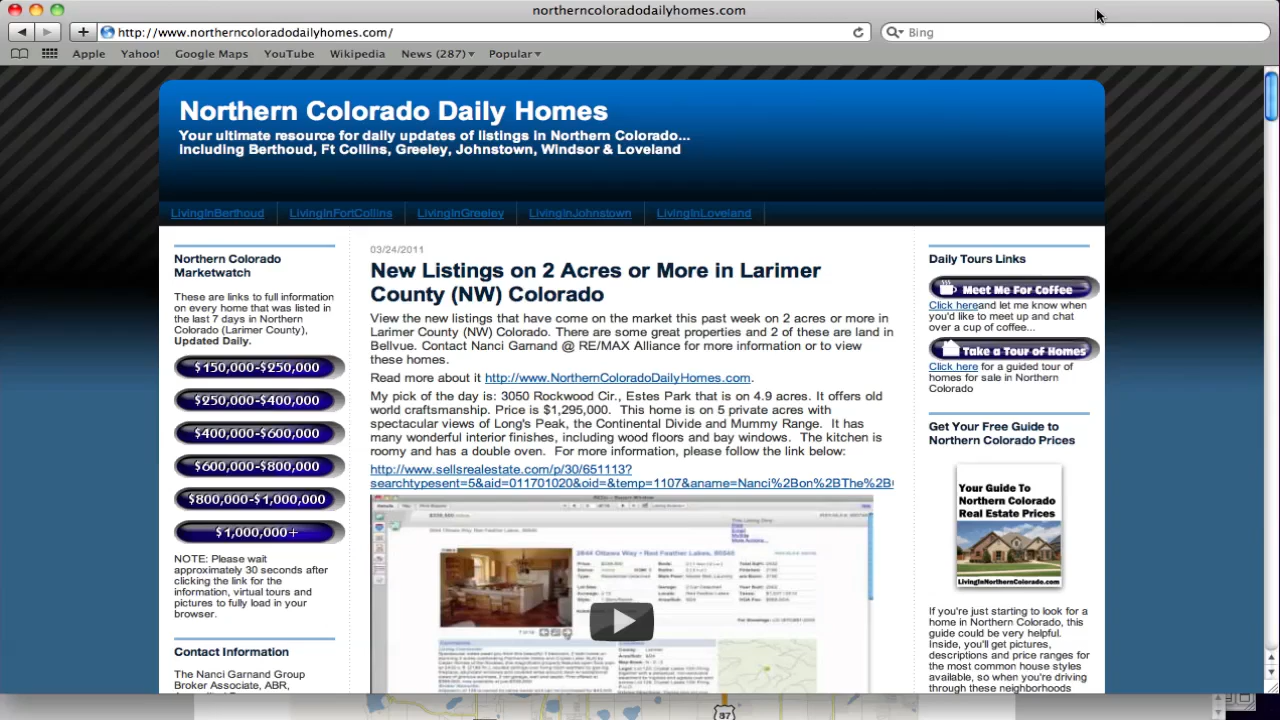 northerncoloradodailyhomes.com
http://www.northerncoloradodailyhomes.com/
Bing
Apple Yahoo! Google Maps YouTube Wikipedia News (287) Popular
Northern Colorado Daily Homes
Your ultimate resource for daily updates of listings in Northern Colorado...
Including Berthoud, Ft Collins, Greeley, Johnstown, Windsor & Loveland
LivingInBerthoud LivingInFortCollins LivingInGreeley LivingInJohnstown LivingInLoveland
Northern Colorado
Marketwatch
These are links to full information
on every home that was listed in
the last 7 days in Northern
Colorado (Larimer County),
Updated Daily.
$150,000-$250,000
$250,000-$400,000
$400,000-$600,000
$600,000-$800,000
$800,000-$1,000,000
$1,000,000+
NOTE: Please wait
approximately 30 seconds after
clicking the link for the
information, virtual tours and
pictures to fully load in your
browser.
Contact Information
The Nanci Garnand Group
Broker Associate, ABR,
03/24/2011
New Listings on 2 Acres or More in Larimer
County (NW) Colorado
View the new listings that have come on the market this past week on 2 acres or more in
Larimer County (NW) Colorado. There are some great properties and 2 of these are land in
Bellvue. Contact Nanci Garnand @ RE/MAX Alliance for more information or to view
these homes.
Read more about it http://www.NorthernColoradoDailyHomes.com.
My pick of the day is: 3050 Rockwood Cir., Estes Park that is on 4.9 acres. It offers old
world craftsmanship. Price is $1,295,000. This home is on 5 private acres with
spectacular views of Long's Peak, the Continental Divide and Mummy Range. It has
many wonderful interior finishes, including wood floors and bay windows. The kitchen is
roomy and has a double oven. For more information, please follow the link below:
http://www.sellsrealestate.com/p/30/651113?
searchtypesent=5&aid=011701020&oid=&temp=1107&aname=Nanci%2Bon%2BThe%2B
2644 Ottawa Way • Red Feather Lakes, 80545
Daily Tours Links
Meet Me For Coffee
Click hereand let me know when
you'd like to meet up and chat
over a cup of coffee...
Take a Tour of Homes
Click here for a guided tour of
homes for sale in Northern
Colorado
Get Your Free Guide to
Northern Colorado Prices
Your Guide To
Northern Colorado
Real Estate Prices
LivingInNorthernColorado.com
If you're just starting to look for a
home in Northern Colorado, this
guide could be very helpful.
Inside, you'll get pictures,
descriptions and price ranges for
the most common house styles
available, so when you're driving
through these neighborhoods
87